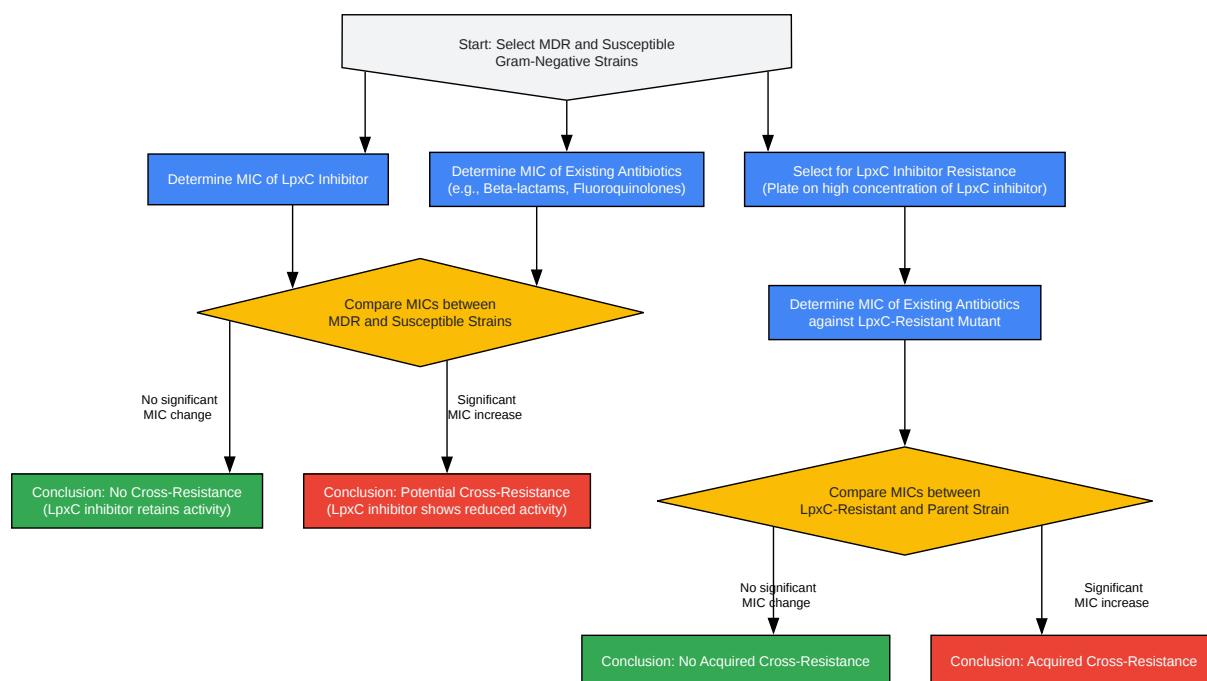 Start: Select MDR and Susceptible
Gram-Negative Strains
Determine MIC of LpxC Inhibitor
Determine MIC of Existing Antibiotics
(e.g., Beta-lactams, Fluoroquinolones)
Select for LpxC Inhibitor Resistance
(Plate on high concentration of LpxC inhibitor)
Compare MICs between
MDR and Susceptible Strains
Determine MIC of Existing Antibiotics
against LpxC-Resistant Mutant
No significant
MIC change
Significant
MIC increase
Conclusion: No Cross-Resistance
(LpxC inhibitor retains activity)
Conclusion: Potential Cross-Resistance
(LpxC inhibitor shows reduced activity)
Compare MICs between
LpxC-Resistant and Parent Strain
No significant
MIC change
Significant
MIC increase
Conclusion: No Acquired Cross-Resistance
Conclusion: Acquired Cross-Resistance